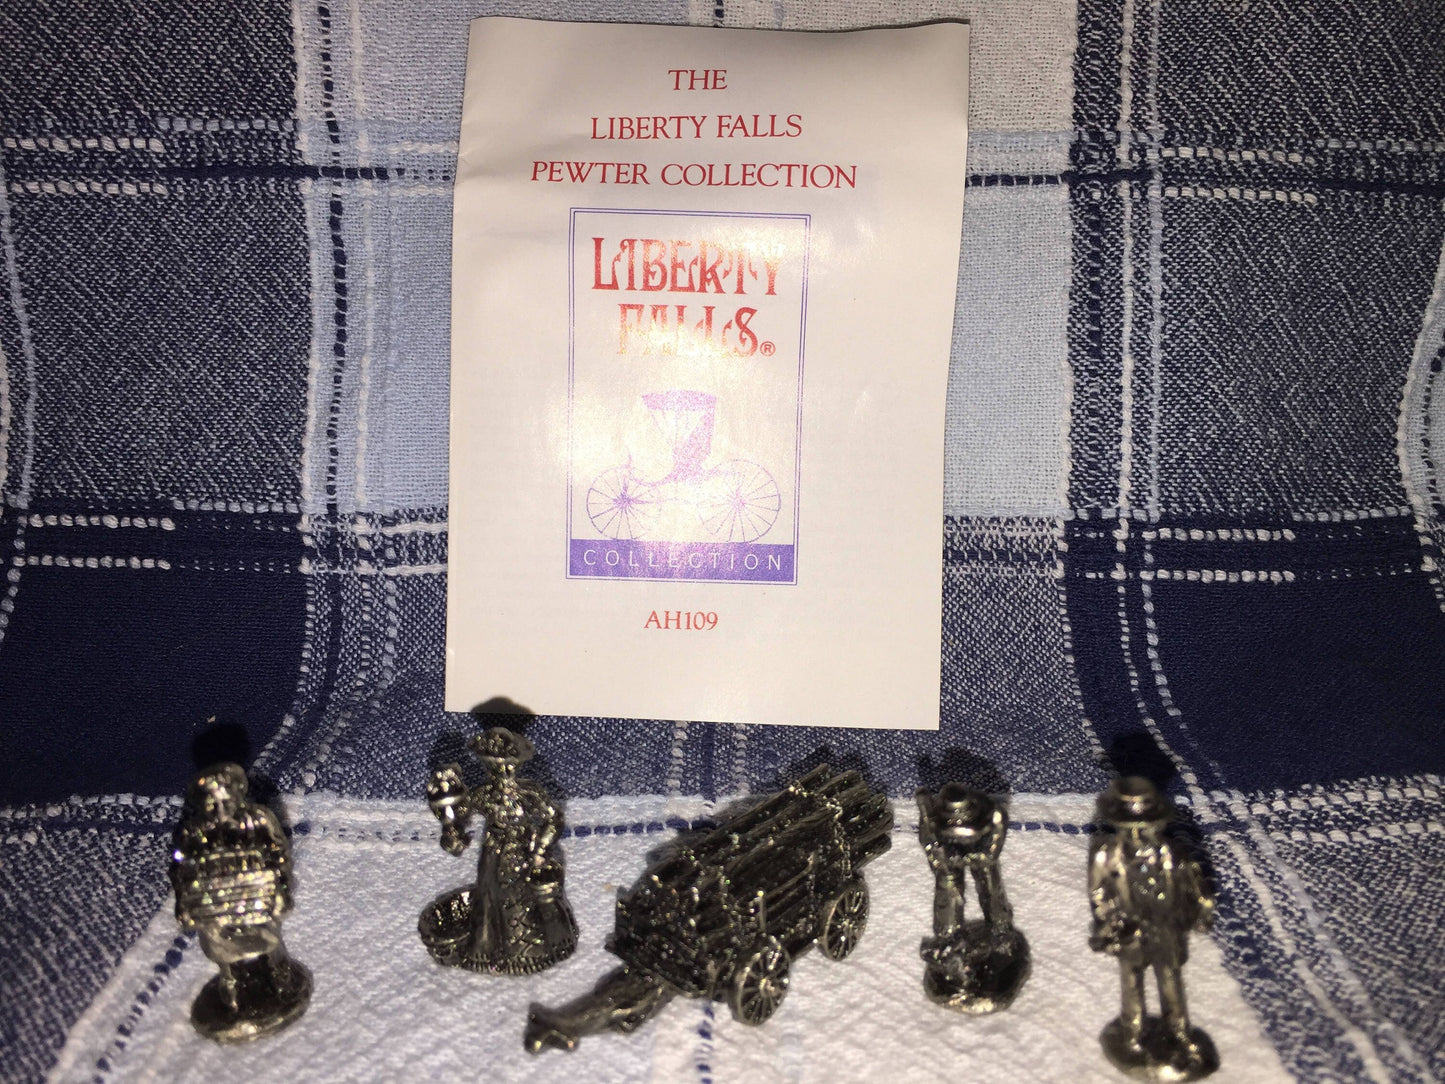 THE
LIBERTY FALLS
PEWTER COLLECTION
LIBERTY
FALLS®
COLLECTION
AH109